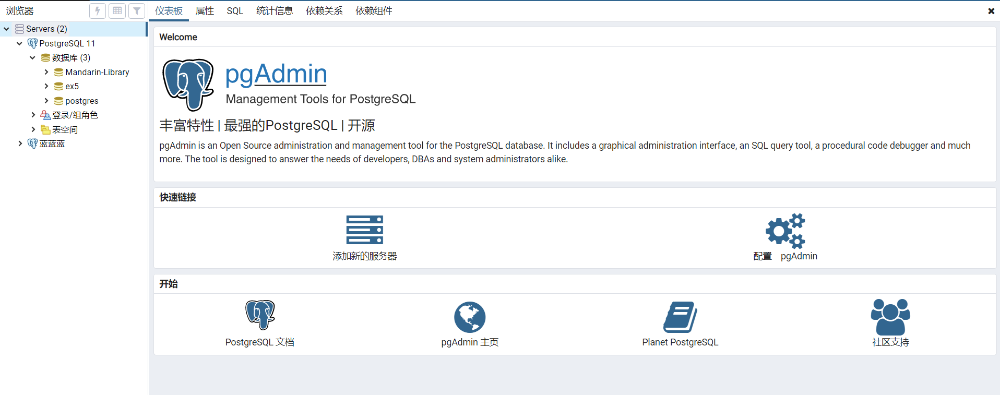 浏览器
仪表板 属性 SQL 统计信息 依赖关系 依赖组件
Servers (2)
PostgreSQL 11
数据库 (3)
Mandarin-Library
ex5
postgres
登录/组角色
表空间
蓝蓝蓝
Welcome
pgAdmin
Management Tools for PostgreSQL
丰富特性 | 最强的PostgreSQL | 开源
pgAdmin is an Open Source administration and management tool for the PostgreSQL database. It includes a graphical administration interface, an SQL query tool, a procedural code debugger and much
more. The tool is designed to answer the needs of developers, DBAs and system administrators alike.
快速链接
添加新的服务器
配置 pgAdmin
开始
PostgreSQL 文档
pgAdmin 主页
Planet PostgreSQL
社区支持